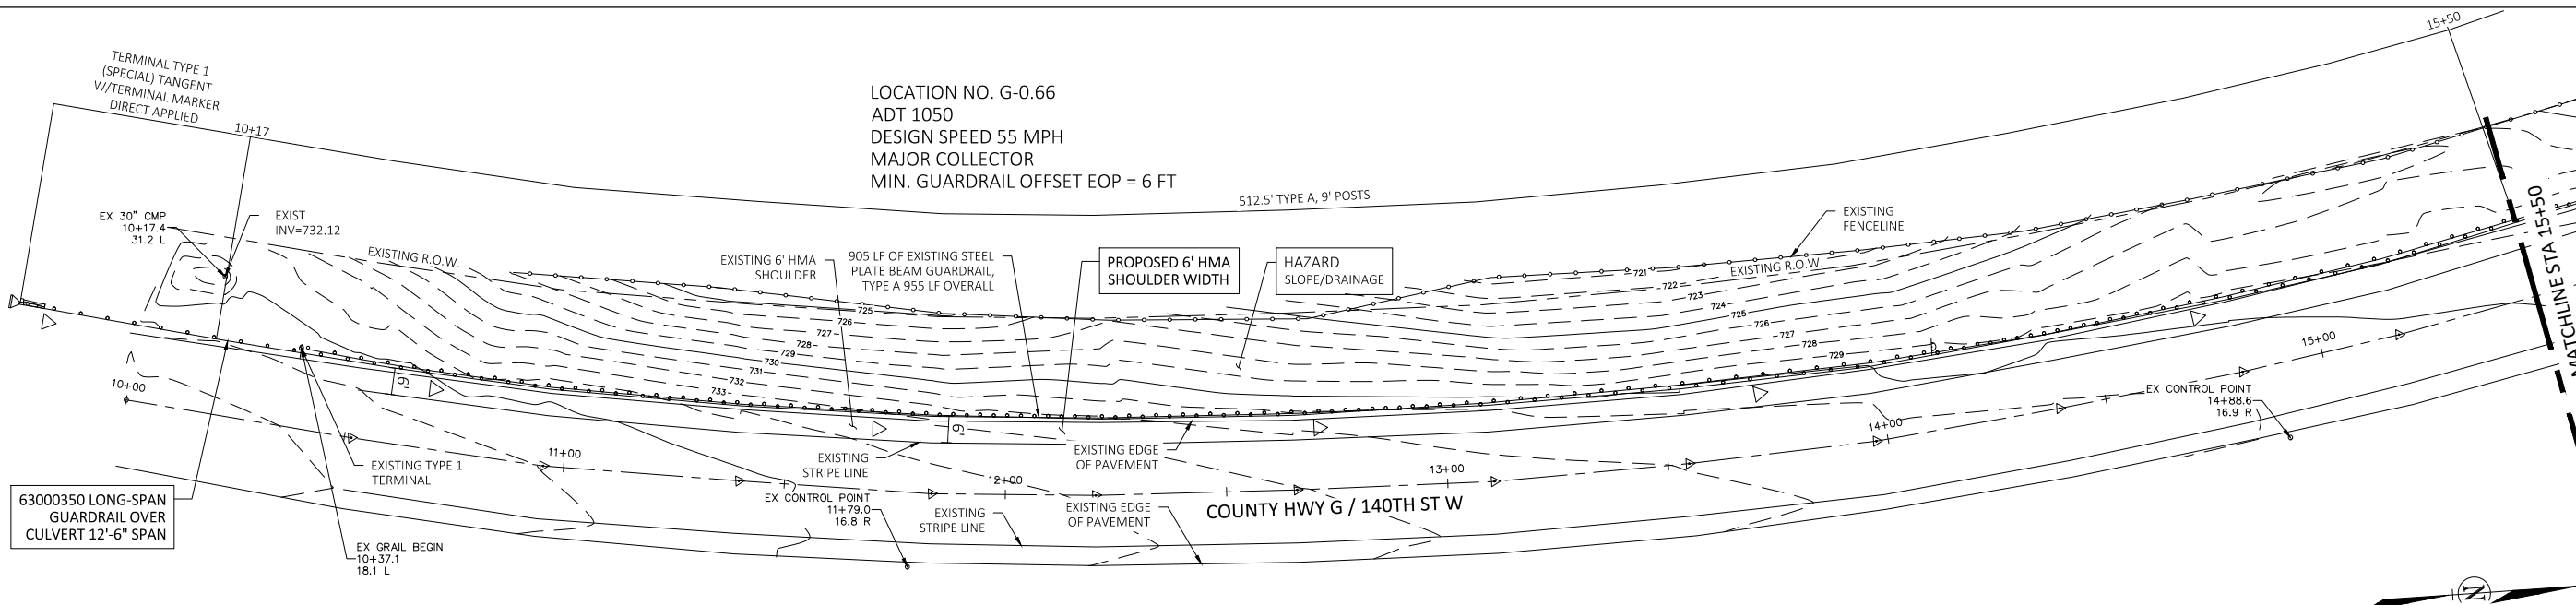 TERMINAL TYPE 1
(SPECIAL) TANGENT
W/TERMINAL MARKER
DIRECT APPLIED
10+17
LOCATION NO. G-0.66
ADT 1050
DESIGN SPEED 55 MPH
MAJOR COLLECTOR
MIN. GUARDRAIL OFFSET EOP = 6 FT
512.5' TYPE A, 9' POSTS
15+50
EX 30" CMP
10+17.4
31.2 L
EXIST
INV=732.12
EXISTING R.O.W.
EXISTING 6' HMA
SHOULDER
905 LF OF EXISTING STEEL
PLATE BEAM GUARDRAIL,
TYPE A 955 LF OVERALL
PROPOSED 6' HMA
SHOULDER WIDTH
HAZARD
SLOPE/DRAINAGE
EXISTING
FENCELINE
EXISTING R.O.W.
725
726
727
728
729
730
731
732
733
721
722
723
724
725
726
727
728
729
6'
6'
10+00
11+00
12+00
13+00
14+00
15+00
MATCHLINE STA 15+50
EX CONTROL POINT
14+88.6
16.9 R
EXISTING TYPE 1
TERMINAL
63000350 LONG-SPAN
GUARDRAIL OVER
CULVERT 12'-6" SPAN
EX GRAIL BEGIN
10+37.1
18.1 L
EXISTING
STRIPE LINE
EX CONTROL POINT
11+79.0
16.8 R
EXISTING
STRIPE LINE
EXISTING EDGE
OF PAVEMENT
EXISTING EDGE
OF PAVEMENT
COUNTY HWY G / 140TH ST W
N